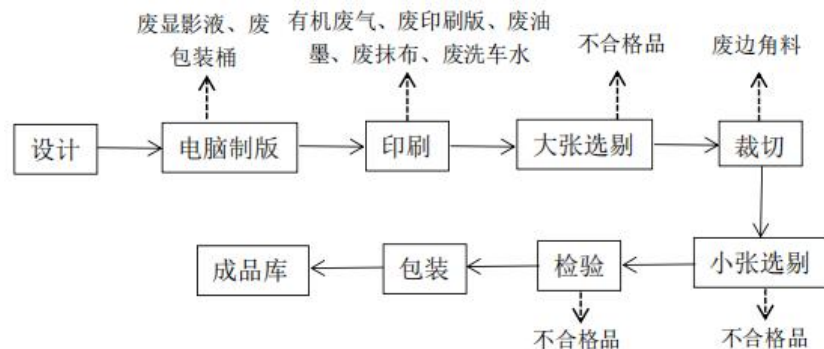 废显影液、废
包装桶
有机废气、废印刷版、废油
墨、废抹布、废洗车水
不合格品
废边角料
设计
电脑制版
印刷
大张选剔
裁切
成品库
包装
检验
小张选剔
不合格品
不合格品